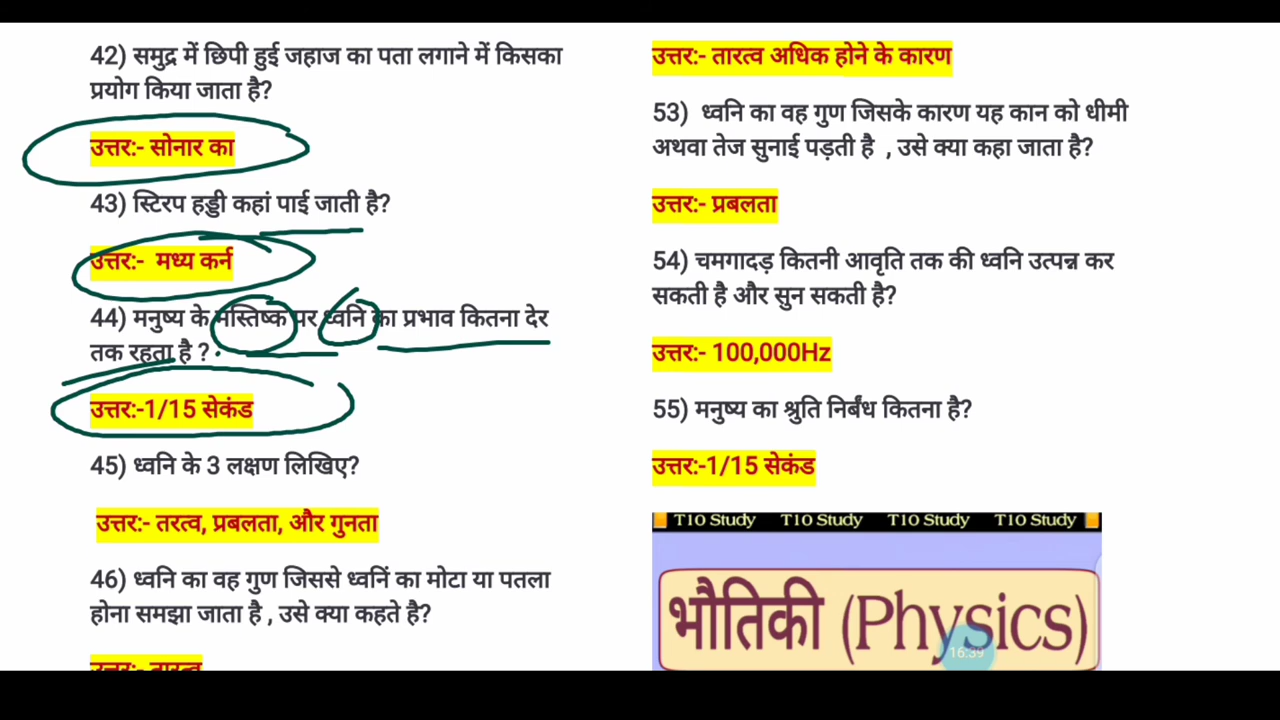 42) समुद्र में छिपी हुई जहाज का पता लगाने में किसका
प्रयोग किया जाता है?
उत्तर:- सोनार का
43) स्टिरप हड्डी कहां पाई जाती है?
उत्तर:- मध्य कर्न
44) मनुष्य के मस्तिष्क पर ध्वनि का प्रभाव कितना देर
तक रहता है ?
उत्तर:-1/15 सेकंड
45) ध्वनि के 3 लक्षण लिखिए?
उत्तर:- तरत्व, प्रबलता, और गुनता
46) ध्वनि का वह गुण जिससे ध्वनिं का मोटा या पतला
होना समझा जाता है , उसे क्या कहते है?
उत्तर:- तारत्व
उत्तर:- तारत्व अधिक होने के कारण
53) ध्वनि का वह गुण जिसके कारण यह कान को धीमी
अथवा तेज सुनाई पड़ती है , उसे क्या कहा जाता है?
उत्तर:- प्रबलता
54) चमगादड़ कितनी आवृति तक की ध्वनि उत्पन्न कर
सकती है और सुन सकती है?
उत्तर:- 100,000Hz
55) मनुष्य का श्रुति निर्बंध कितना है?
उत्तर:-1/15 सेकंड
T10 Study T10 Study T10 Study T10 Study
भौतिकी (Physics)
16:39